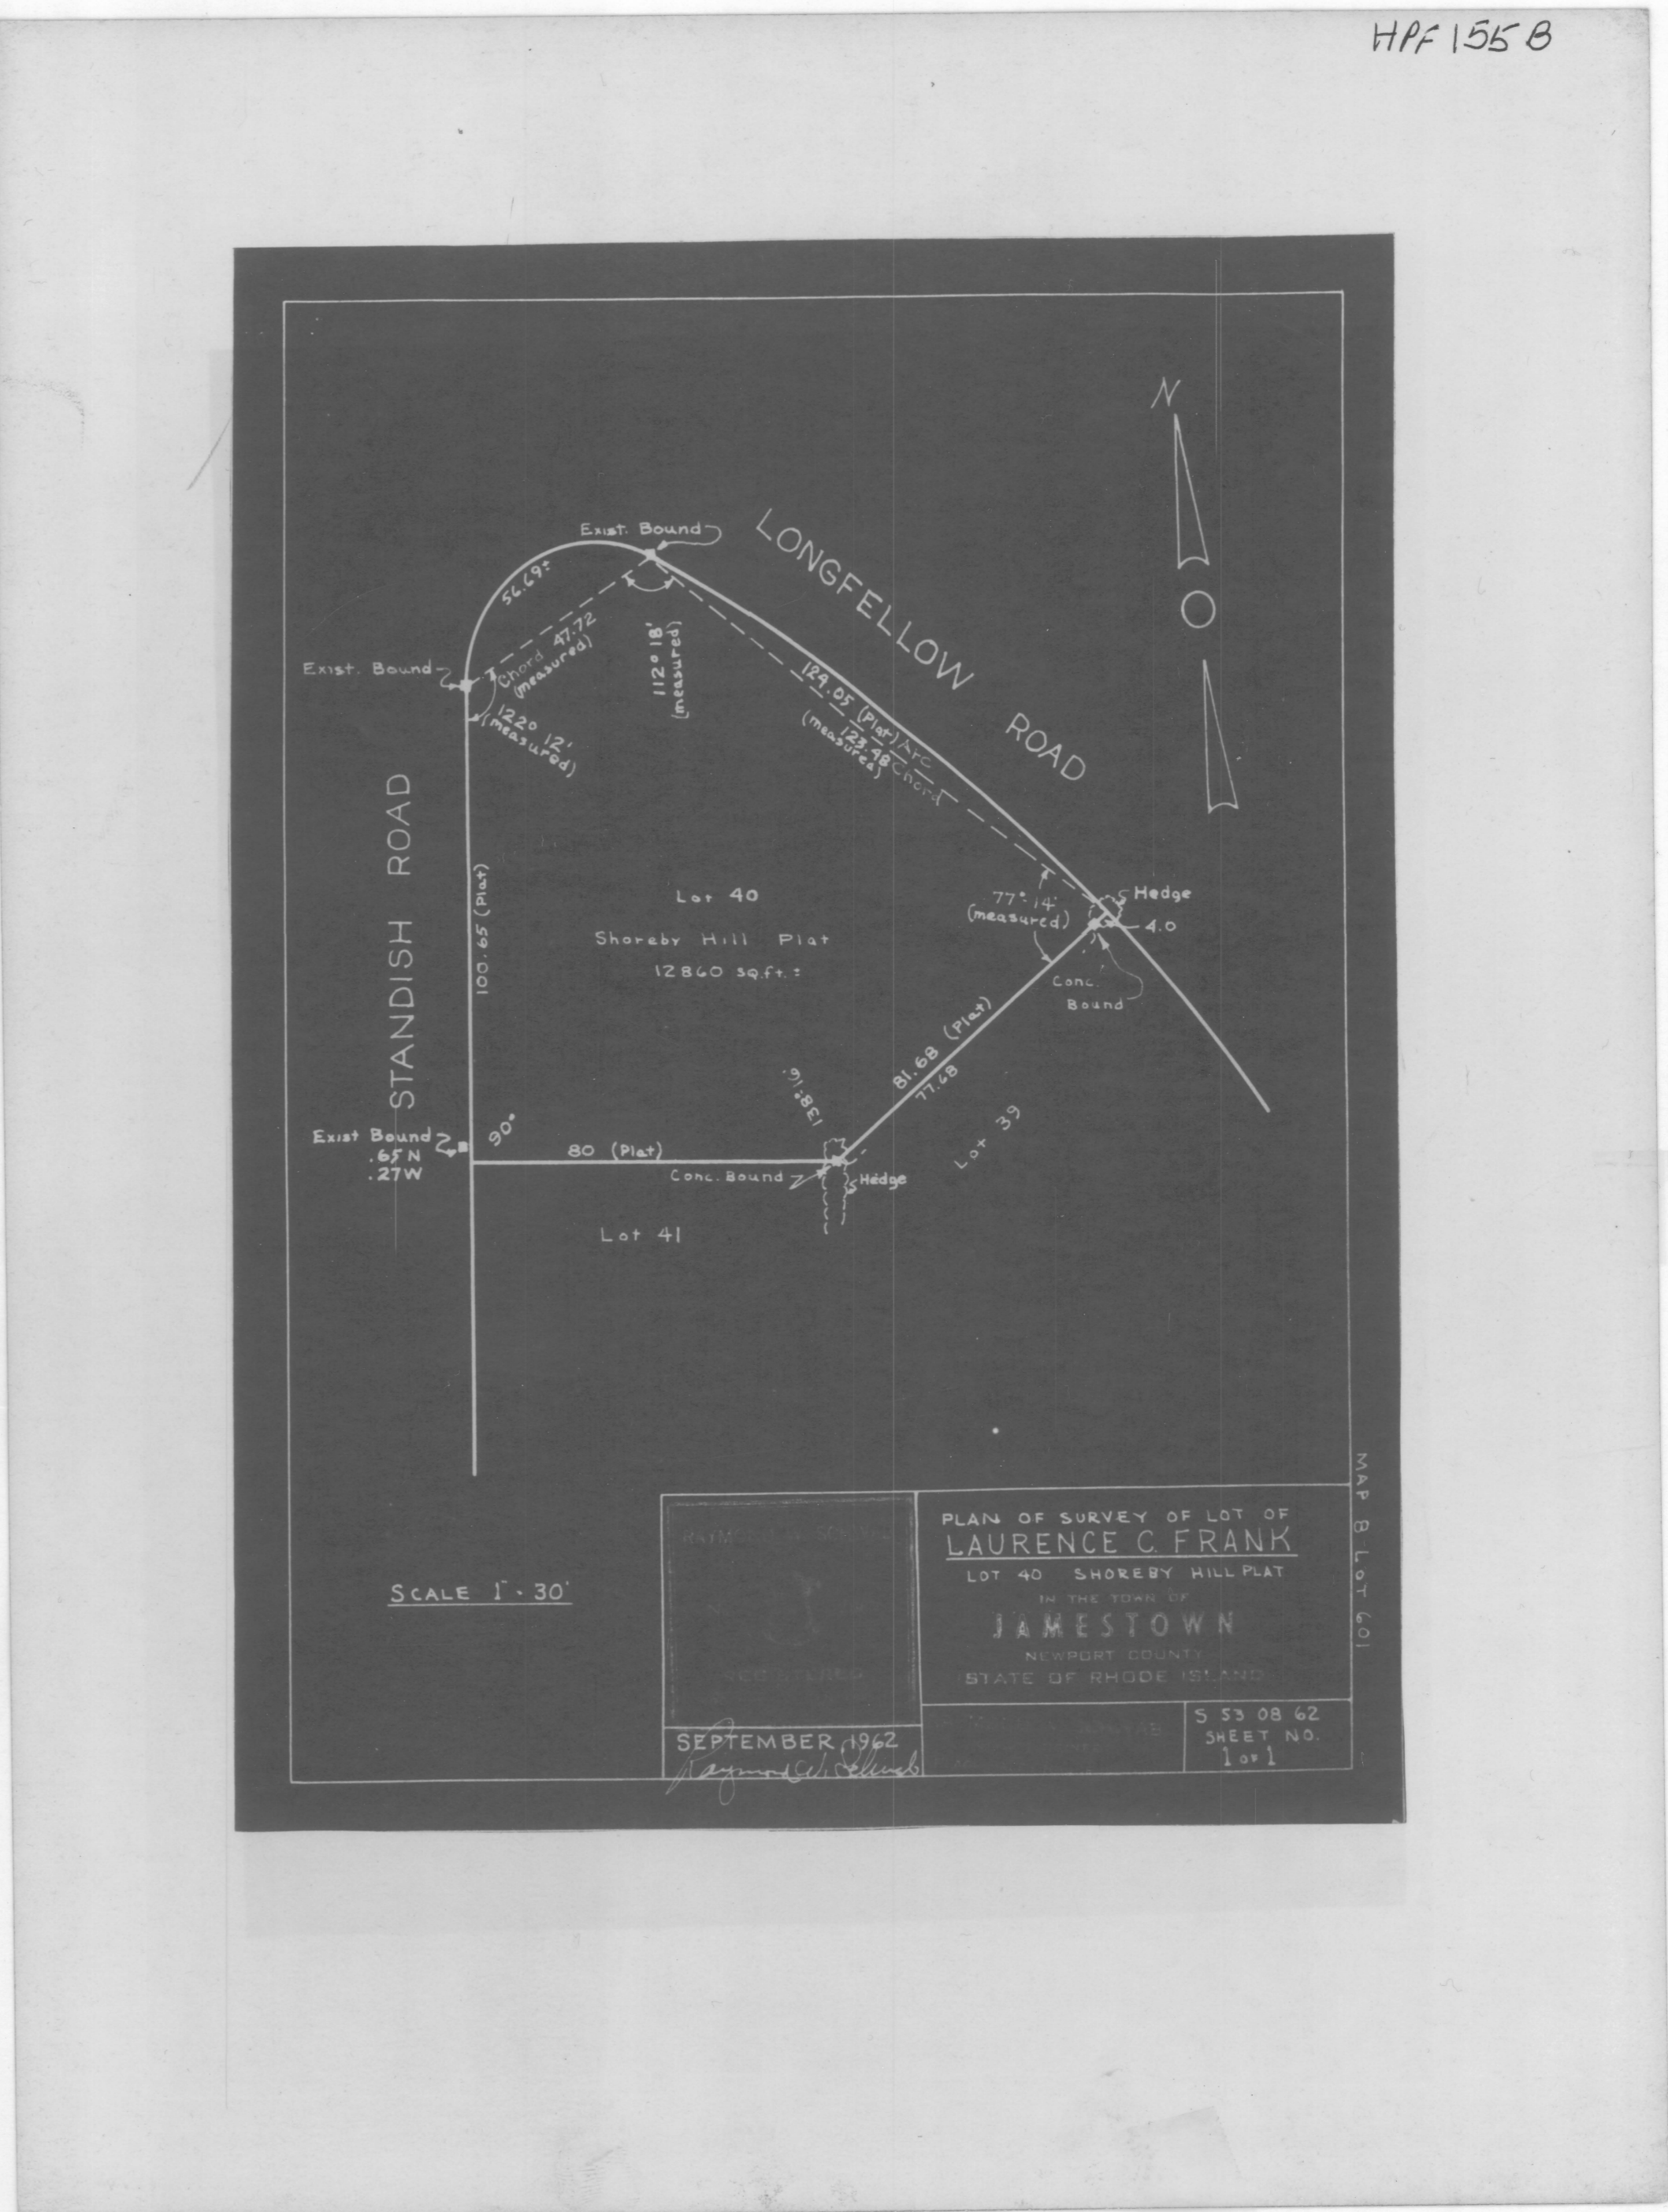 HPF 155 B
N
Exist. Bound
LONGFELLOW ROAD
56.69±
Chord 47.72
(measured)
112° 18'
(measured)
Exist. Bound
122° 12'
(measured)
124.05 (Plat) Arc
123.48 Chord
(measured)
STANDISH ROAD
100.65 (Plat)
Lot 40
Shoreby Hill Plat
12860 sq.ft.±
77°-14'
(measured)
Hedge
4.0
Conc.
Bound
81.68 (Plat)
77.68
138°16'
Lot 39
Exist Bound
.65 N
.27 W
90°
80 (Plat)
Conc. Bound
Hedge
Lot 41
MAP 8 LOT 601
SCALE 1" = 30'
REGISTERED
SEPTEMBER, 1962
Raymond W. Schwab
PLAN OF SURVEY OF LOT OF
LAURENCE C. FRANK
LOT 40 SHOREBY HILL PLAT
IN THE TOWN OF
JAMESTOWN
NEWPORT COUNTY
STATE OF RHODE ISLAND
S 53 08 62
SHEET NO.
1 OF 1